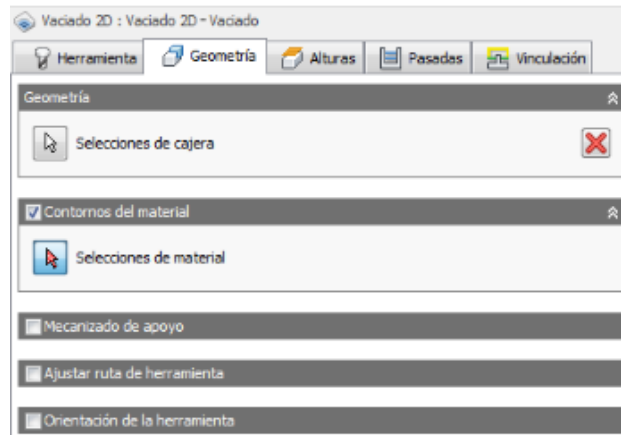 Vaciado 2D : Vaciado 2D - Vaciado
Herramienta Geometría Alturas Pasadas Vinculación
Geometría
Selecciones de cajera
Contornos del material
Selecciones de material
Mecanizado de apoyo
Ajustar ruta de herramienta
Orientación de la herramienta